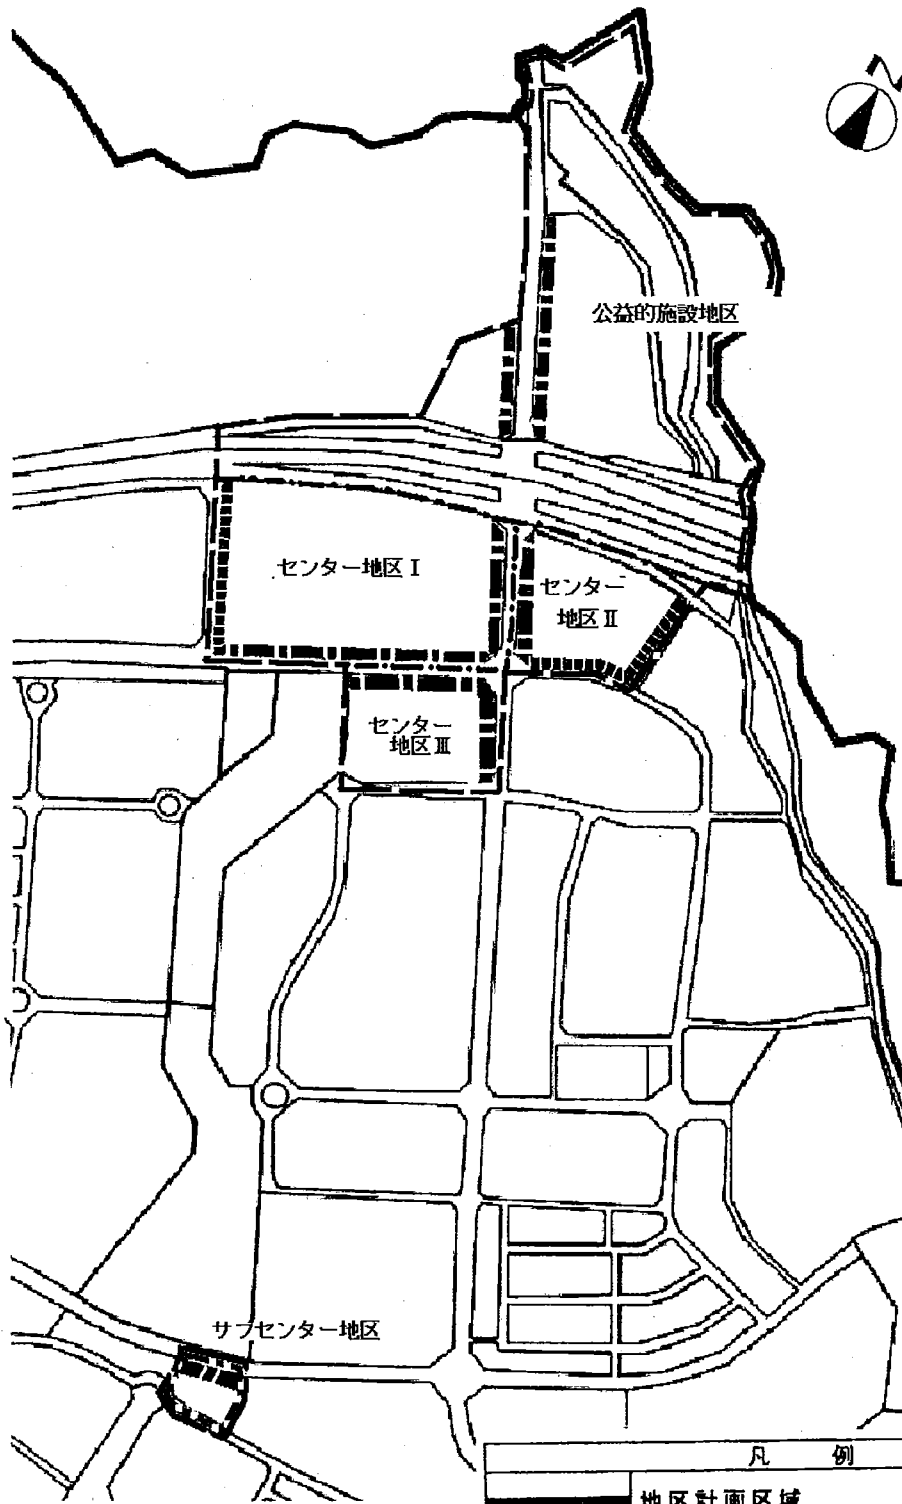 N
公益的施設地区
センター地区Ⅰ
センター
地区Ⅱ
センター
地区Ⅲ
サブセンター地区
凡 例
地区計画区域